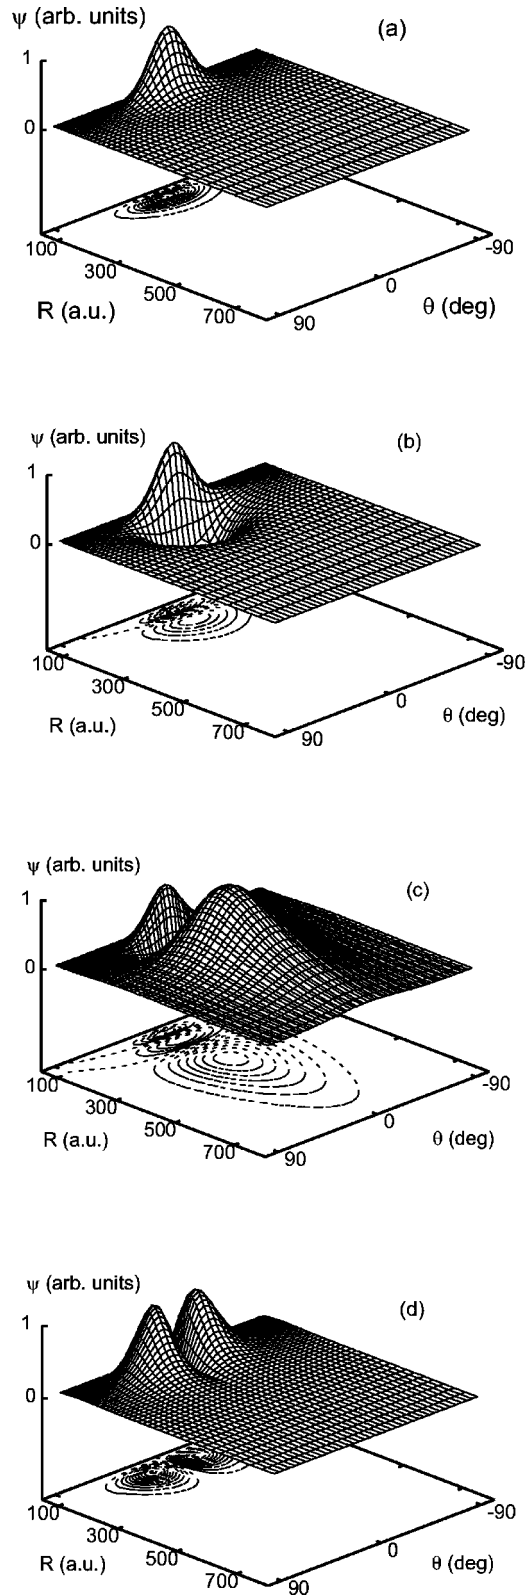 ψ (arb. units)
(a)
1
0
100
300
500
700
R (a.u.)
90
0
-90
θ (deg)
ψ (arb. units)
(b)
1
0
100
300
500
700
R (a.u.)
90
0
-90
θ (deg)
ψ (arb. units)
(c)
1
0
100
300
500
700
R (a.u.)
90
0
-90
θ (deg)
ψ (arb. units)
(d)
1
0
100
300
500
700
R (a.u.)
90
0
-90
θ (deg)